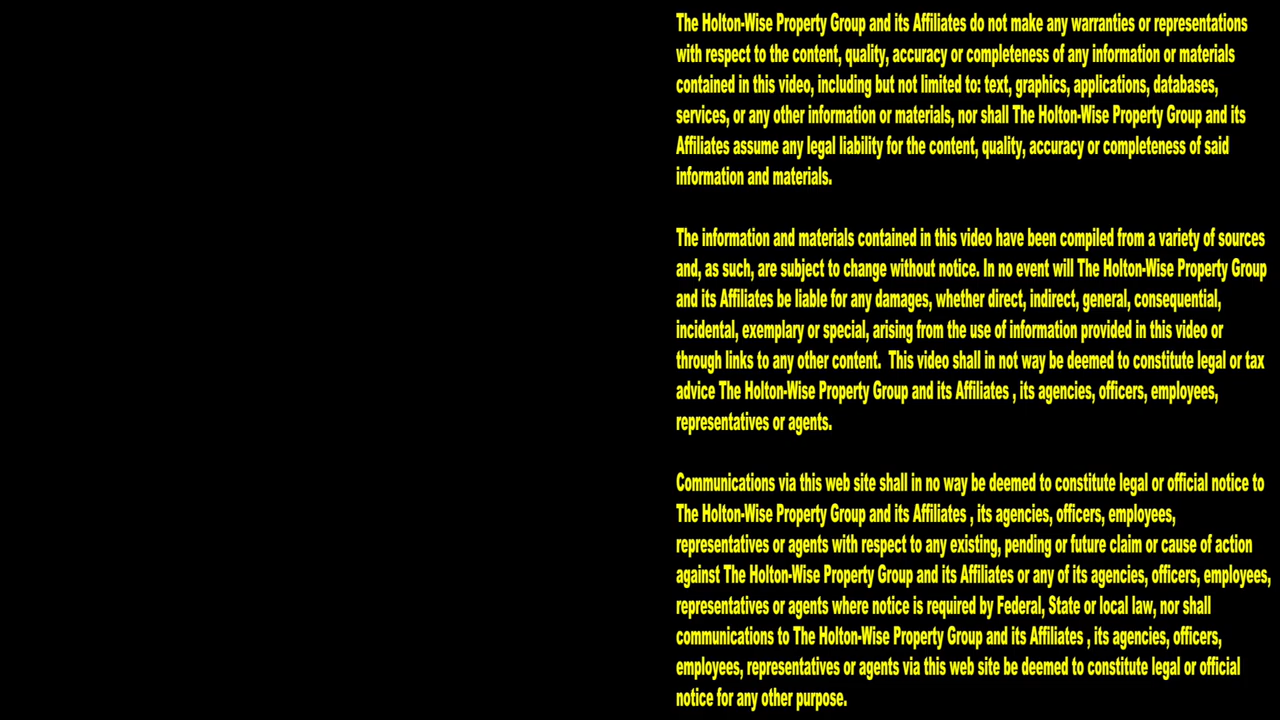 The Holton-Wise Property Group and its Affiliates do not make any warranties or representations
with respect to the content, quality, accuracy or completeness of any information or materials
contained in this video, including but not limited to: text, graphics, applications, databases,
services, or any other information or materials, nor shall The Holton-Wise Property Group and its
Affiliates assume any legal liability for the content, quality, accuracy or completeness of said
information and materials.
The information and materials contained in this video have been compiled from a variety of sources
and, as such, are subject to change without notice. In no event will The Holton-Wise Property Group
and its Affiliates be liable for any damages, whether direct, indirect, general, consequential,
incidental, exemplary or special, arising from the use of information provided in this video or
through links to any other content.  This video shall in not way be deemed to constitute legal or tax
advice The Holton-Wise Property Group and its Affiliates , its agencies, officers, employees,
representatives or agents.
Communications via this web site shall in no way be deemed to constitute legal or official notice to
The Holton-Wise Property Group and its Affiliates , its agencies, officers, employees,
representatives or agents with respect to any existing, pending or future claim or cause of action
against The Holton-Wise Property Group and its Affiliates or any of its agencies, officers, employees,
representatives or agents where notice is required by Federal, State or local law, nor shall
communications to The Holton-Wise Property Group and its Affiliates , its agencies, officers,
employees, representatives or agents via this web site be deemed to constitute legal or official
notice for any other purpose.